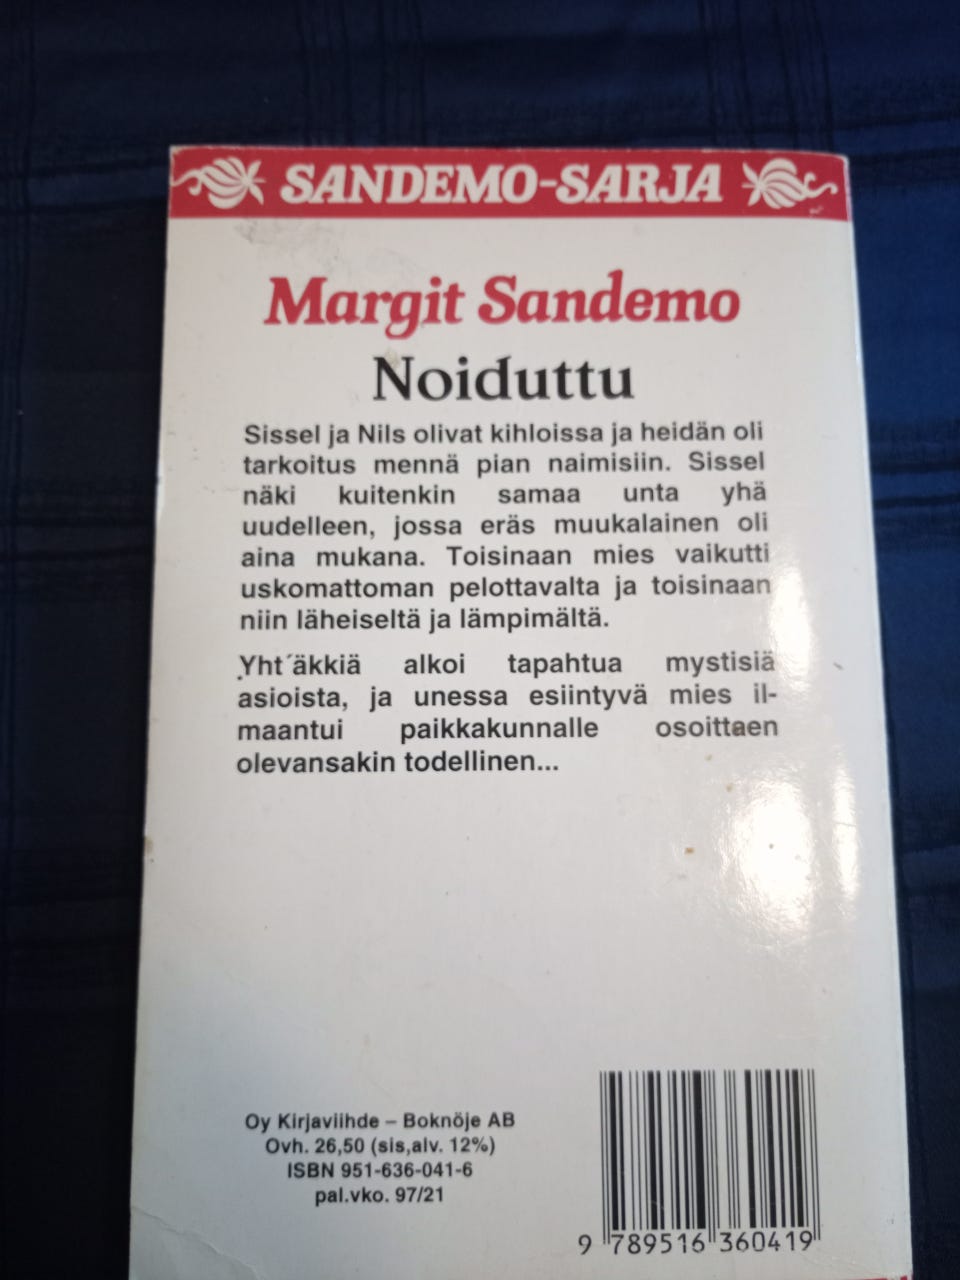 SANDEMO-SARJA
Margit Sandemo
Noiduttu
Sissel ja Nils olivat kihloissa ja heidän oli
tarkoitus mennä pian naimisiin. Sissel
näki kuitenkin samaa unta yhä
uudelleen, jossa eräs muukalainen oli
aina mukana. Toisinaan mies vaikutti
uskomattoman pelottavalta ja toisinaan
niin läheiseltä ja lämpimältä.
Yht´äkkiä alkoi tapahtua mystisiä
asioista, ja unessa esiintyvä mies il-
maantui paikkakunnalle osoittaen
olevansakin todellinen...
Oy Kirjaviihde – Boknöje AB
Ovh. 26,50 (sis,alv. 12%)
ISBN 951-636-041-6
pal.vko. 97/21
9 789516 360419